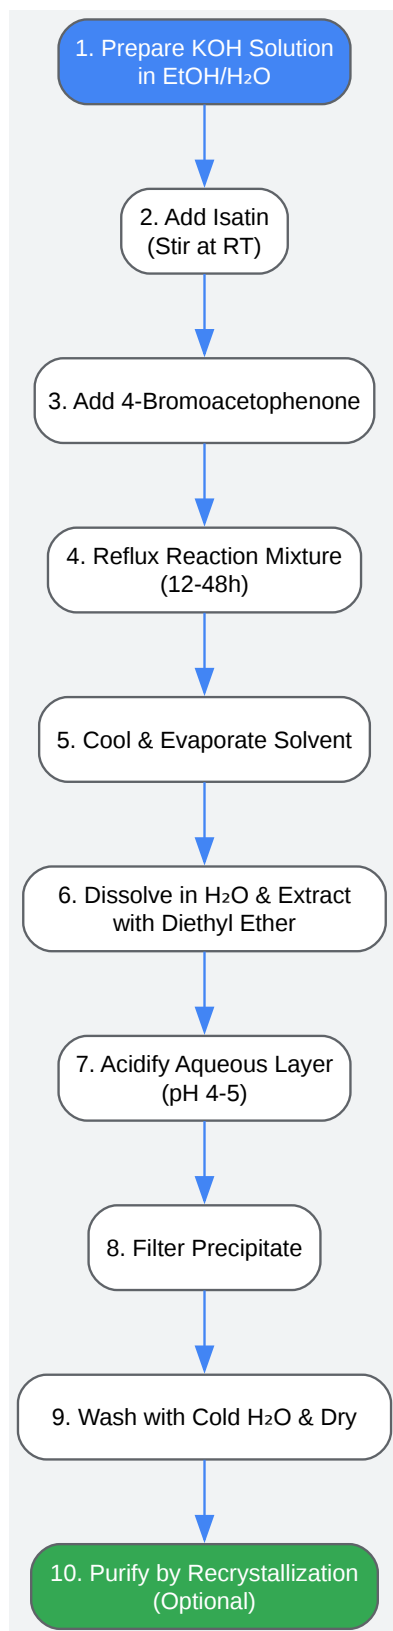 1. Prepare KOH Solution
in EtOH/H₂O
2. Add Isatin
(Stir at RT)
3. Add 4-Bromoacetophenone
4. Reflux Reaction Mixture
(12-48h)
5. Cool & Evaporate Solvent
6. Dissolve in H₂O & Extract
with Diethyl Ether
7. Acidify Aqueous Layer
(pH 4-5)
8. Filter Precipitate
9. Wash with Cold H₂O & Dry
10. Purify by Recrystallization
(Optional)